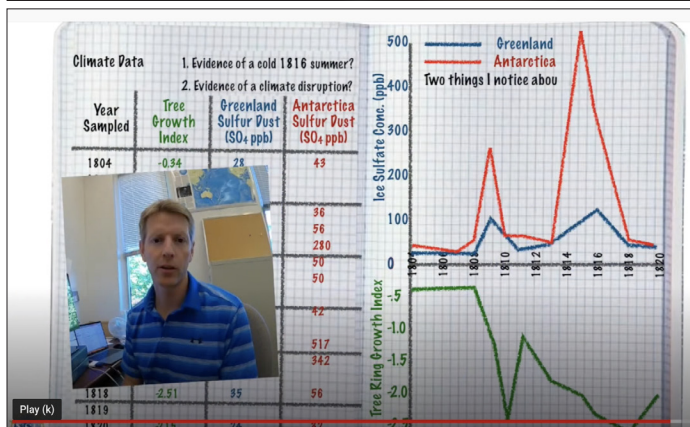 Climate Data
1. Evidence of a cold 1816 summer?
2. Evidence of a climate disruption?
Year Sampled
Tree Growth Index
Greenland Sulfur Dust (SO4 ppb)
Antarctica Sulfur Dust (SO4 ppb)
1804 -0.34 28 43
36
56
280
50
50
42
517
342
1818 -2.51 35 56
1819
Greenland
Antarctica
Two things I notice abou
Ice Sulfate Conc. (ppb)
500
400
300
200
100
0
1804 1806 1808 1810 1812 1814 1816 1818 1820
Tree Ring Growth Index
-.5
-1.0
-1.5
-2.0
Play (k)